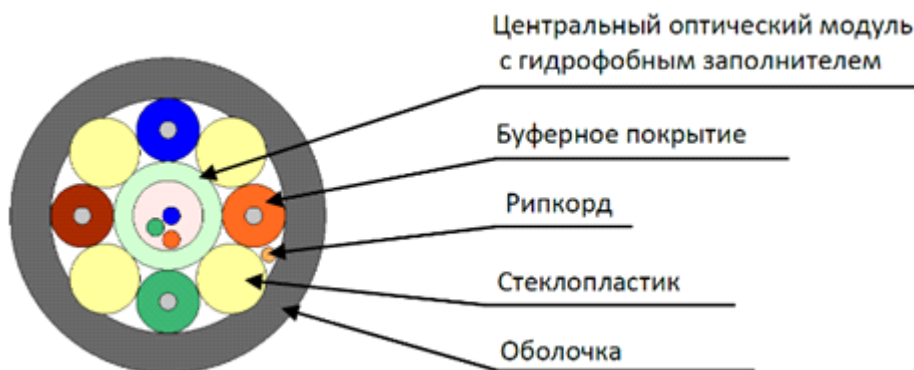 Центральный оптический модуль
с гидрофобным заполнителем
Буферное покрытие
Рипкорд
Стеклопластик
Оболочка